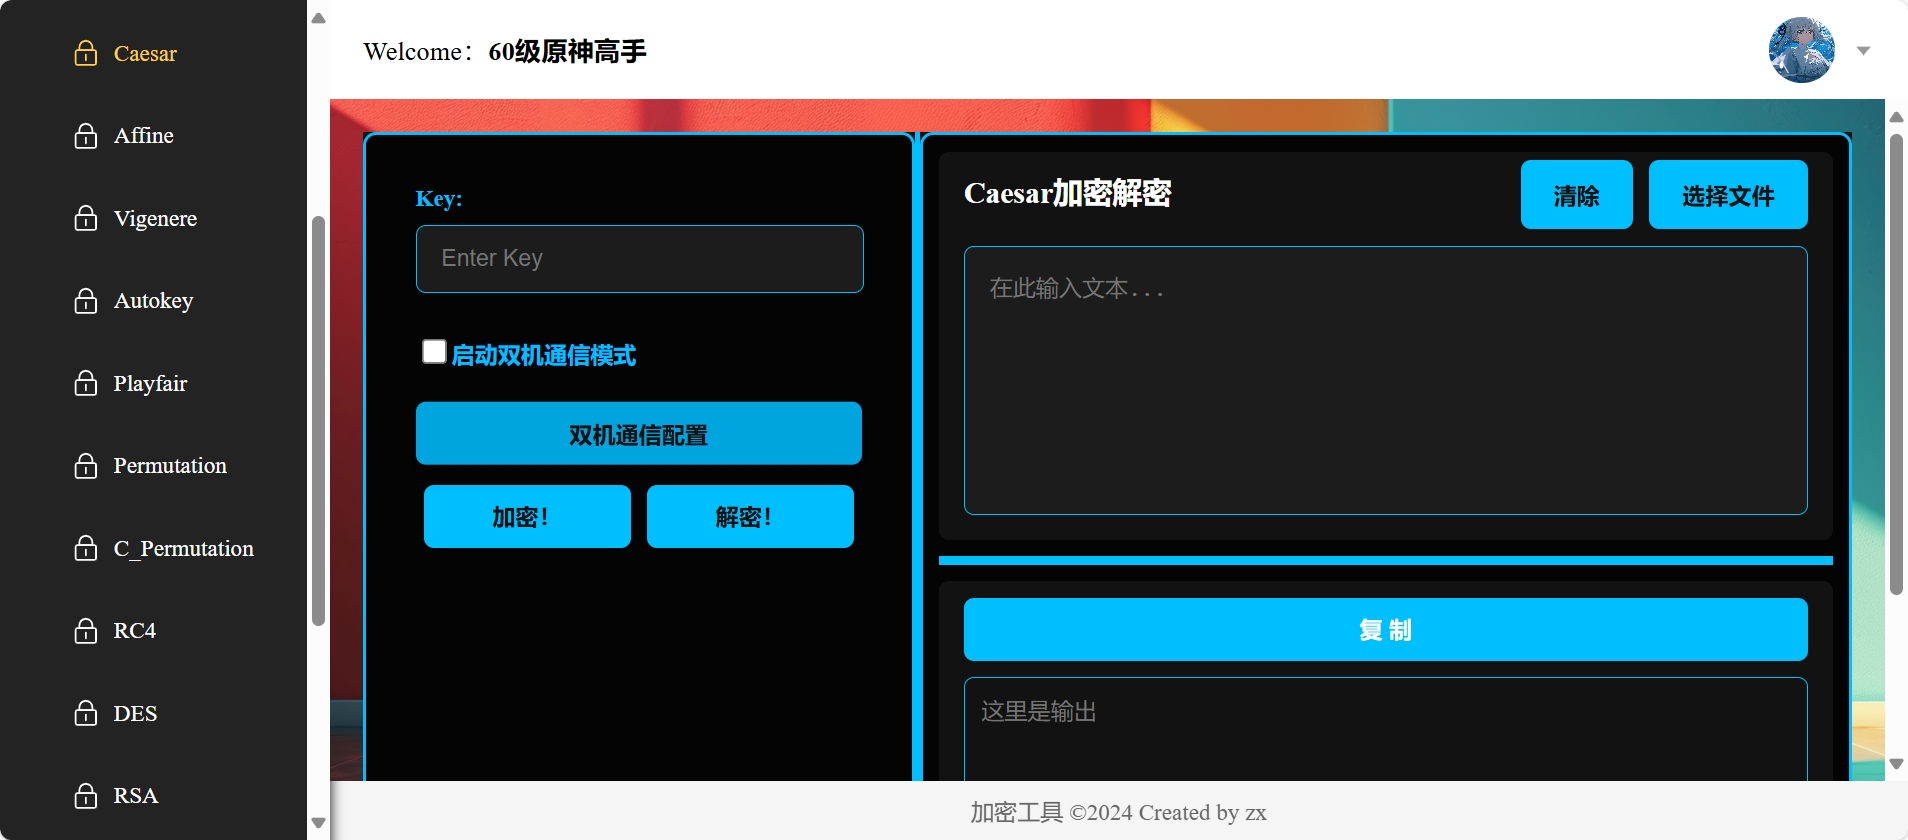 Caesar
Affine
Vigenere
Autokey
Playfair
Permutation
C_Permutation
RC4
DES
RSA
Welcome：60级原神高手
Key:
Enter Key
启动双机通信模式
双机通信配置
加密！
解密！
Caesar加密解密
清除
选择文件
在此输入文本...
复 制
这里是输出
加密工具 ©2024 Created by zx